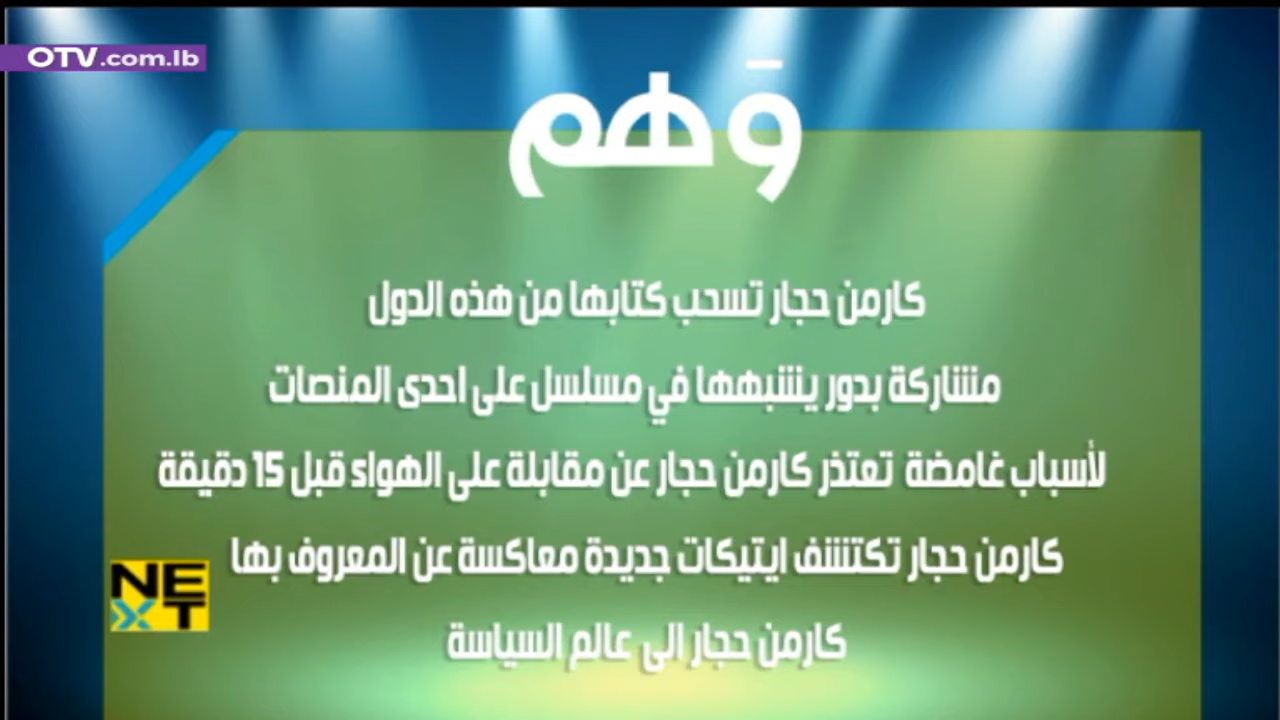 OTV.com.lb
وَهم
كارمن حجار تسحب كتابها من هذه الدول
مشاركة بدور يشبهها في مسلسل على احدى المنصات
لأسباب غامضة تعتذر كارمن حجار عن مقابلة على الهواء قبل 15 دقيقة
كارمن حجار تكتشف ايتيكات جديدة معاكسة عن المعروف بها
كارمن حجار الى عالم السياسة
NEXT